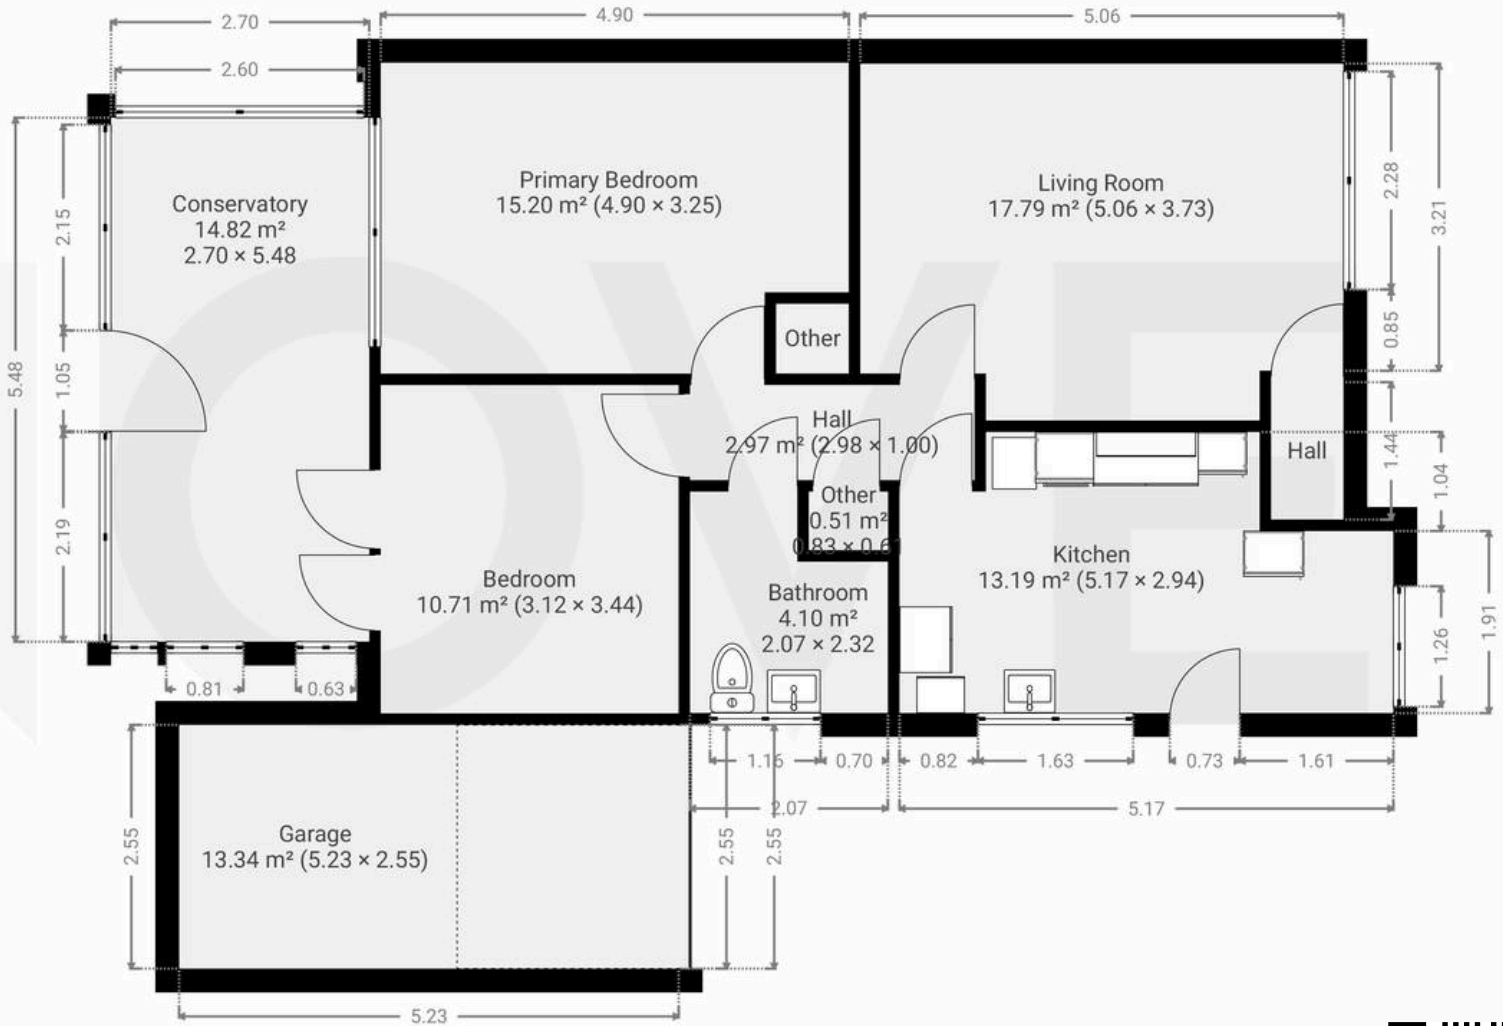 2.70
4.90
5.06
2.60
Conservatory
14.82 m²
2.70 × 5.48
Primary Bedroom
15.20 m² (4.90 × 3.25)
Living Room
17.79 m² (5.06 × 3.73)
2.15
1.05
5.48
2.19
2.28
3.21
0.85
Other
Hall
2.97 m² (2.98 × 1.00)
Hall
1.44
1.04
Other
0.51 m²
0.83 × 0.61
Bedroom
10.71 m² (3.12 × 3.44)
Bathroom
4.10 m²
2.07 × 2.32
Kitchen
13.19 m² (5.17 × 2.94)
1.26
1.91
0.81
0.63
1.16
0.70
0.82
1.63
0.73
1.61
2.07
5.17
Garage
13.34 m² (5.23 × 2.55)
2.55
2.55
2.55
5.23